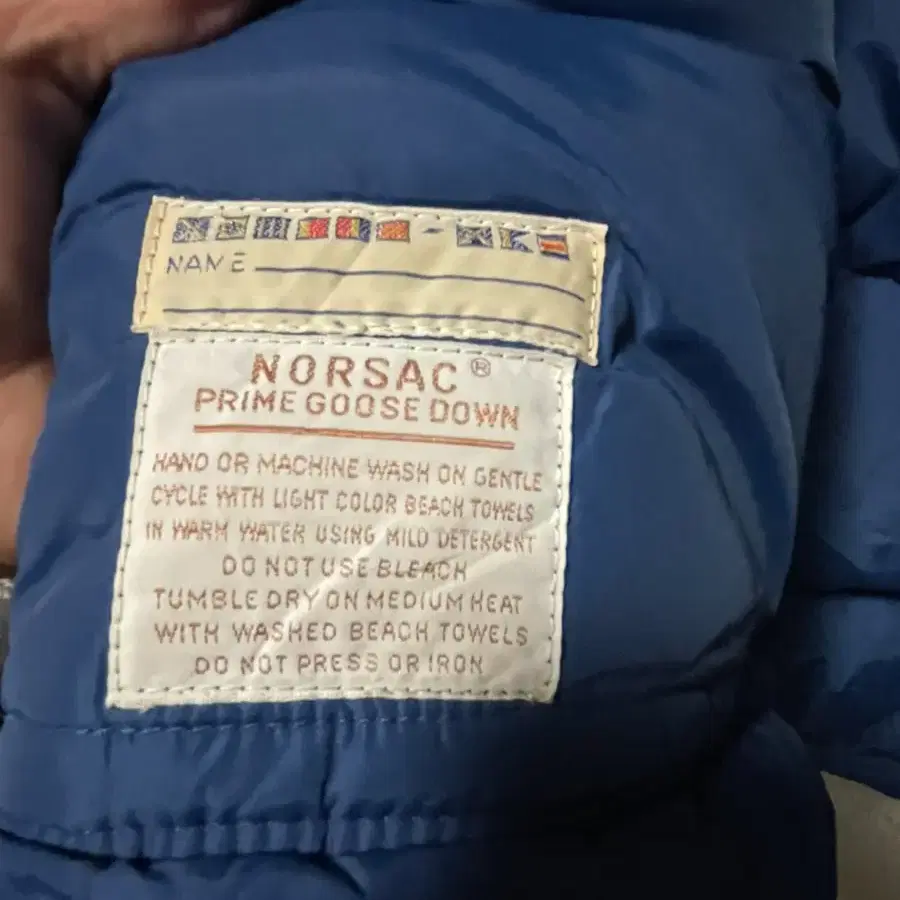 NAME
NORSAC®
PRIME GOOSE DOWN
HAND OR MACHINE WASH ON GENTLE
CYCLE WITH LIGHT COLOR BEACH TOWELS
IN WARM WATER USING MILD DETERGENT
DO NOT USE BLEACH
TUMBLE DRY ON MEDIUM HEAT
WITH WASHED BEACH TOWELS
DO NOT PRESS OR IRON